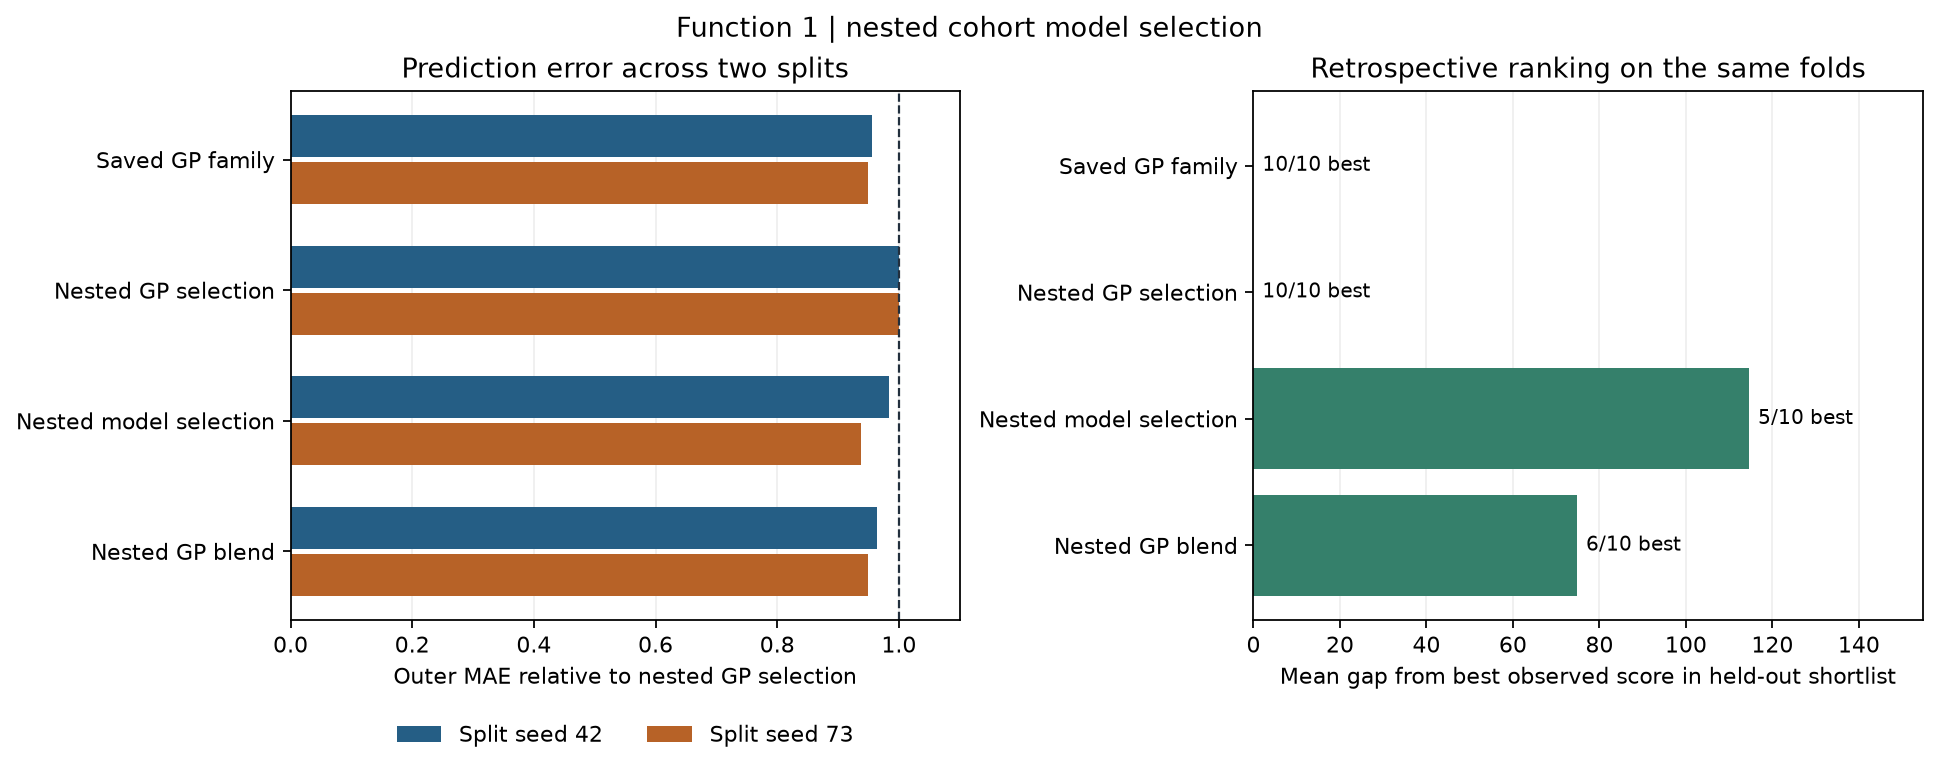 Function 1 | nested cohort model selection
Prediction error across two splits
Saved GP family
Nested GP selection
Nested model selection
Nested GP blend
0.0 0.2 0.4 0.6 0.8 1.0
Outer MAE relative to nested GP selection
Split seed 42 Split seed 73
Retrospective ranking on the same folds
Saved GP family 10/10 best
Nested GP selection 10/10 best
Nested model selection 5/10 best
Nested GP blend 6/10 best
0 20 40 60 80 100 120 140
Mean gap from best observed score in held-out shortlist